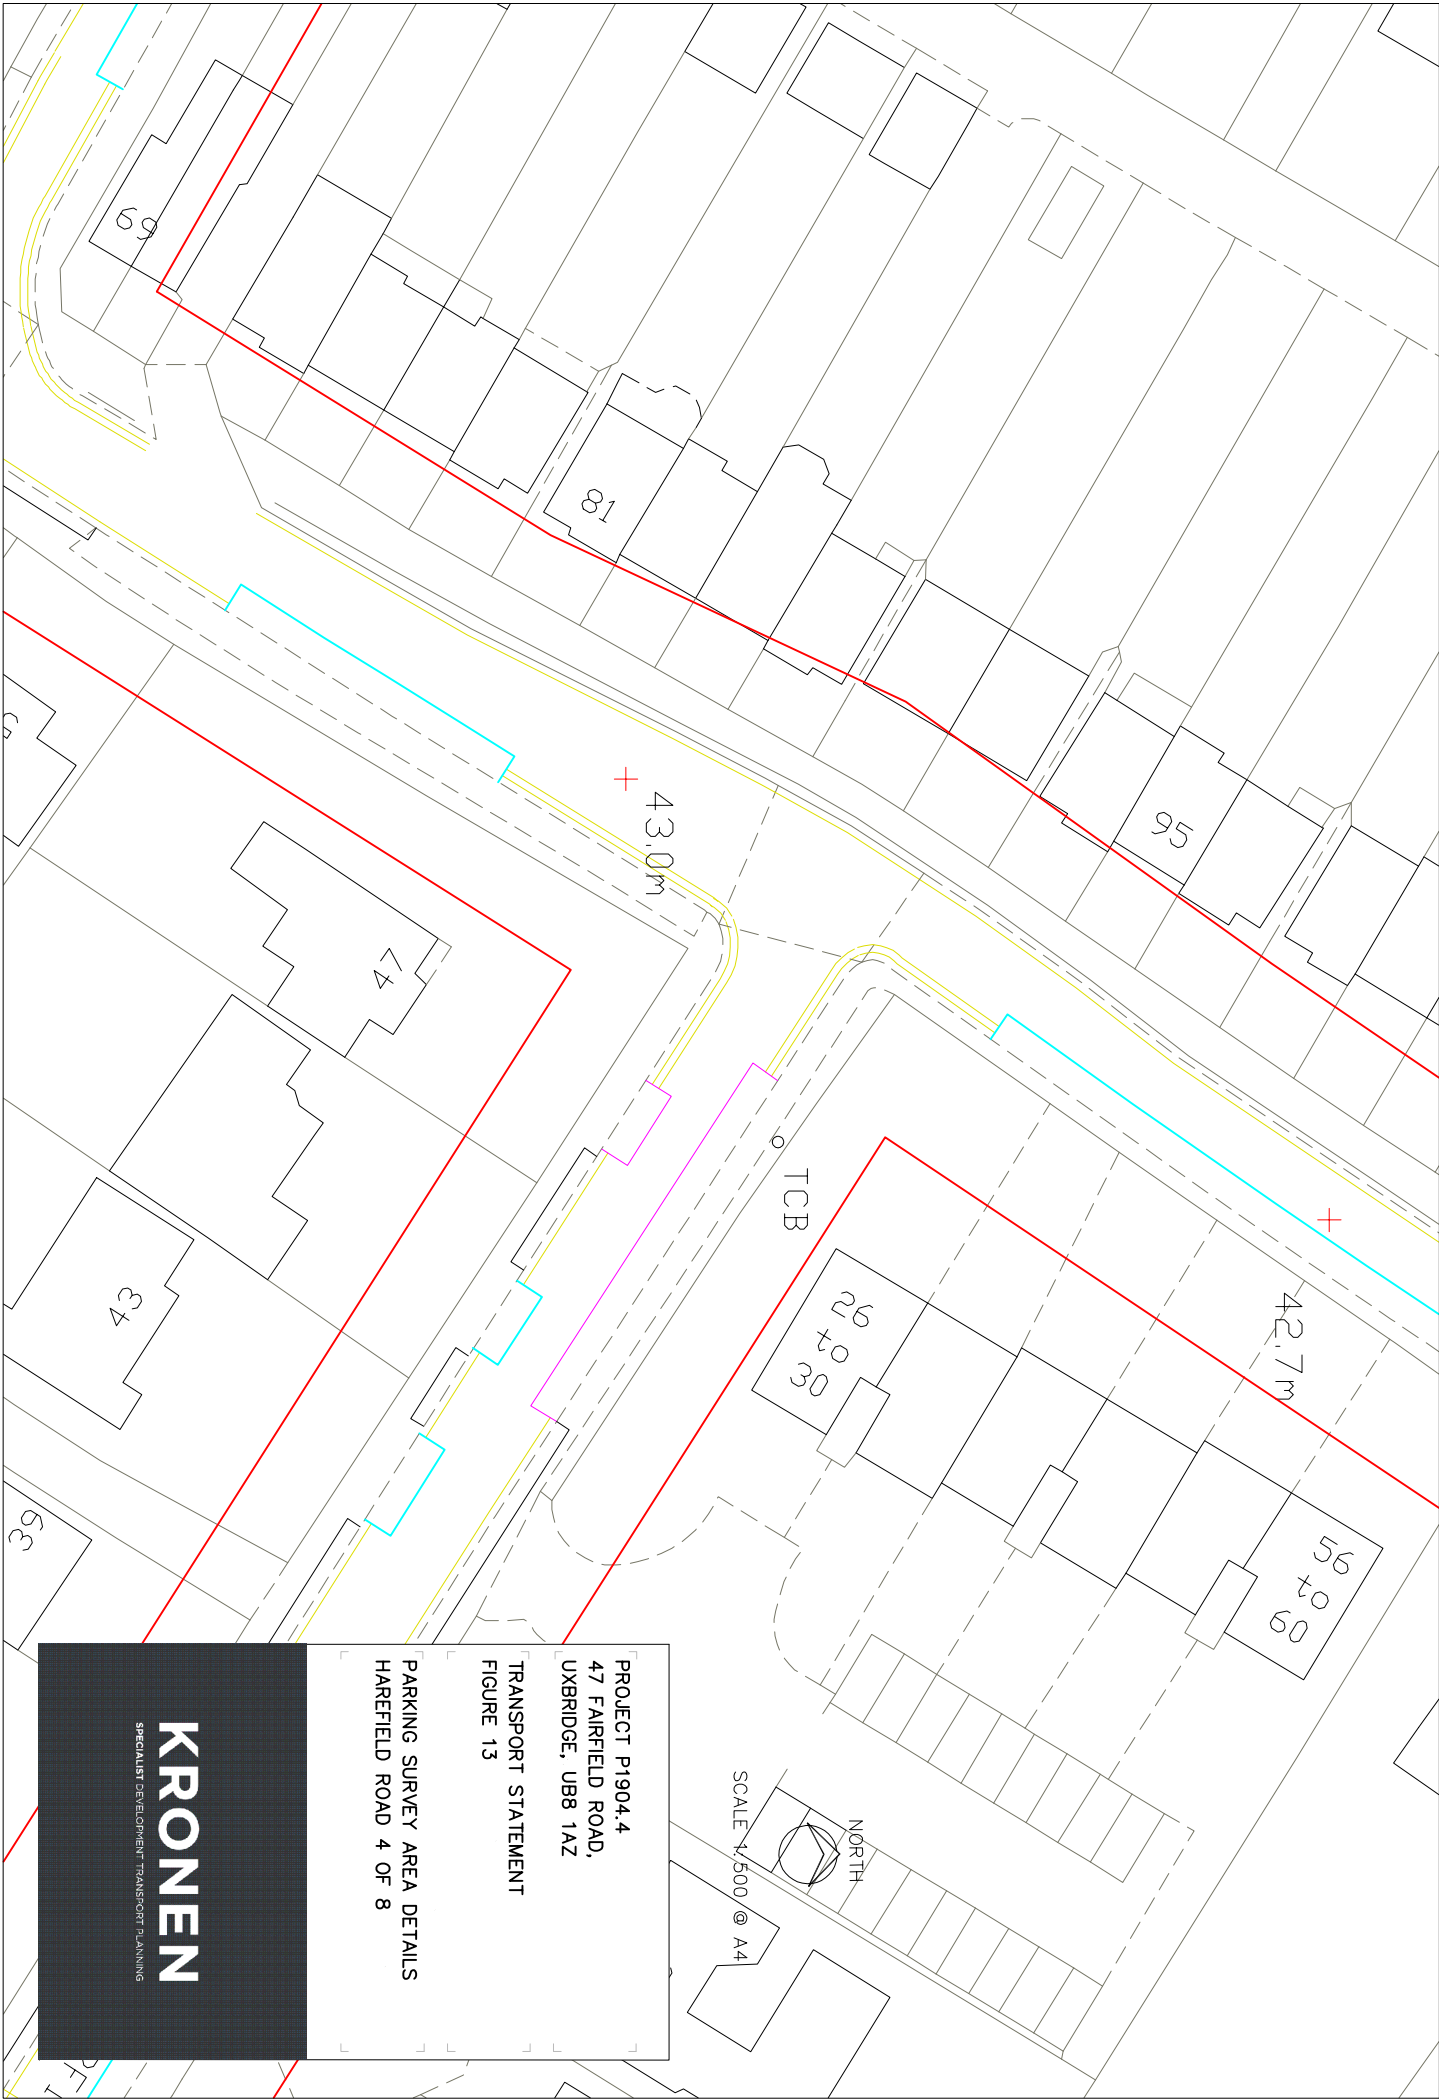 69
81
95
43.0m
47
43
39
TCB
26
to
30
42.7m
56
to
60
NORTH
SCALE 1:500 @ A4
PROJECT P1904.4
47 FAIRFIELD ROAD,
UXBRIDGE, UB8 1AZ
TRANSPORT STATEMENT
FIGURE 13
PARKING SURVEY AREA DETAILS
HAREFIELD ROAD 4 OF 8
KRONEN
SPECIALIST DEVELOPMENT TRANSPORT PLANNING